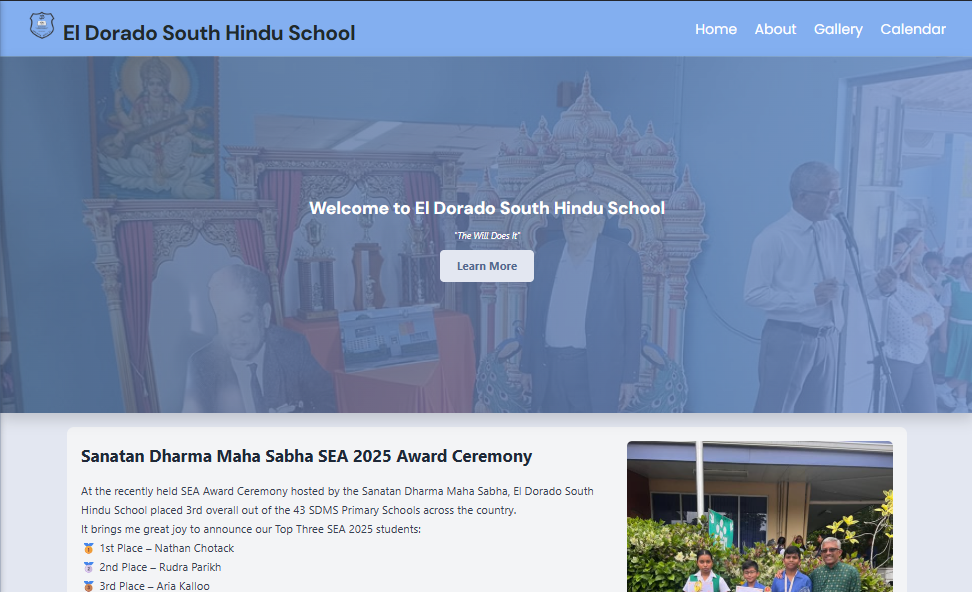 El Dorado South Hindu School
Home About Gallery Calendar
Welcome to El Dorado South Hindu School
"The Will Does It"
Learn More
Sanatan Dharma Maha Sabha SEA 2025 Award Ceremony
At the recently held SEA Award Ceremony hosted by the Sanatan Dharma Maha Sabha, El Dorado South
Hindu School placed 3rd overall out of the 43 SDMS Primary Schools across the country.
It brings me great joy to announce our Top Three SEA 2025 students:
🥇 1st Place – Nathan Chotack
🥈 2nd Place – Rudra Parikh
🥉 3rd Place – Aria Kalloo